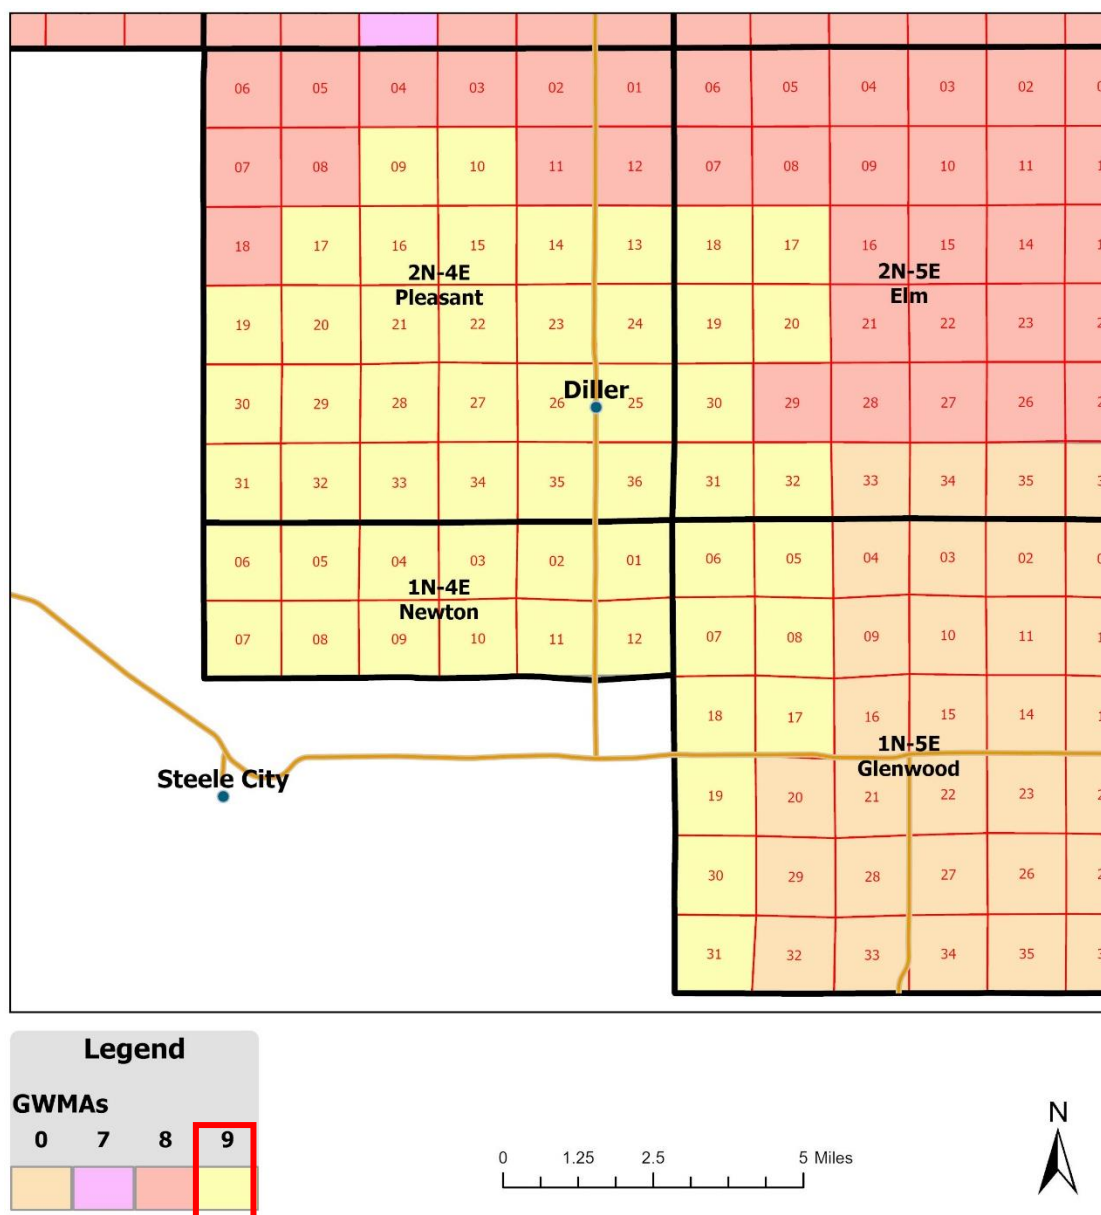 06 05 04 03 02 01 06 05 04 03 02
07 08 09 10 11 12 07 08 09 10 11
18 17 16 15 14 13 18 17 16 15 14
2N-4E 2N-5E
Pleasant Elm
19 20 21 22 23 24 19 20 21 22 23
Diller
30 29 28 27 26 25 30 29 28 27 26
31 32 33 34 35 36 31 32 33 34 35
06 05 04 03 02 01 06 05 04 03 02
1N-4E
Newton
07 08 09 10 11 12 07 08 09 10 11
18 17 16 15 14
1N-5E
Glenwood
Steele City
19 20 21 22 23
30 29 28 27 26
31 32 33 34 35
Legend
GWMAs
0 7 8 9
0 1.25 2.5 5 Miles
N